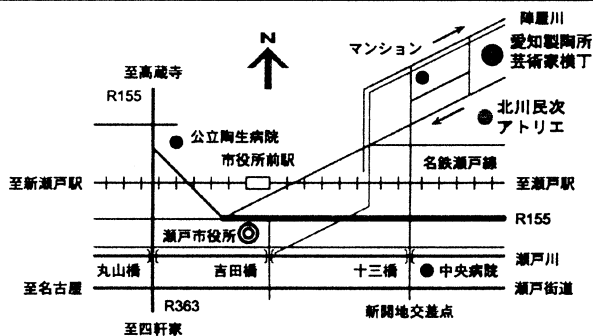 陣屋川
マンション
愛知製陶所
芸術家横丁
N
至高蔵寺
R155
北川民次
アトリエ
公立陶生病院
市役所前駅
名鉄瀬戸線
至新瀬戸駅
至瀬戸駅
R155
瀬戸市役所
瀬戸川
丸山橋
吉田橋
十三橋
中央病院
至名古屋
瀬戸街道
R363
新開地交差点
至四軒家